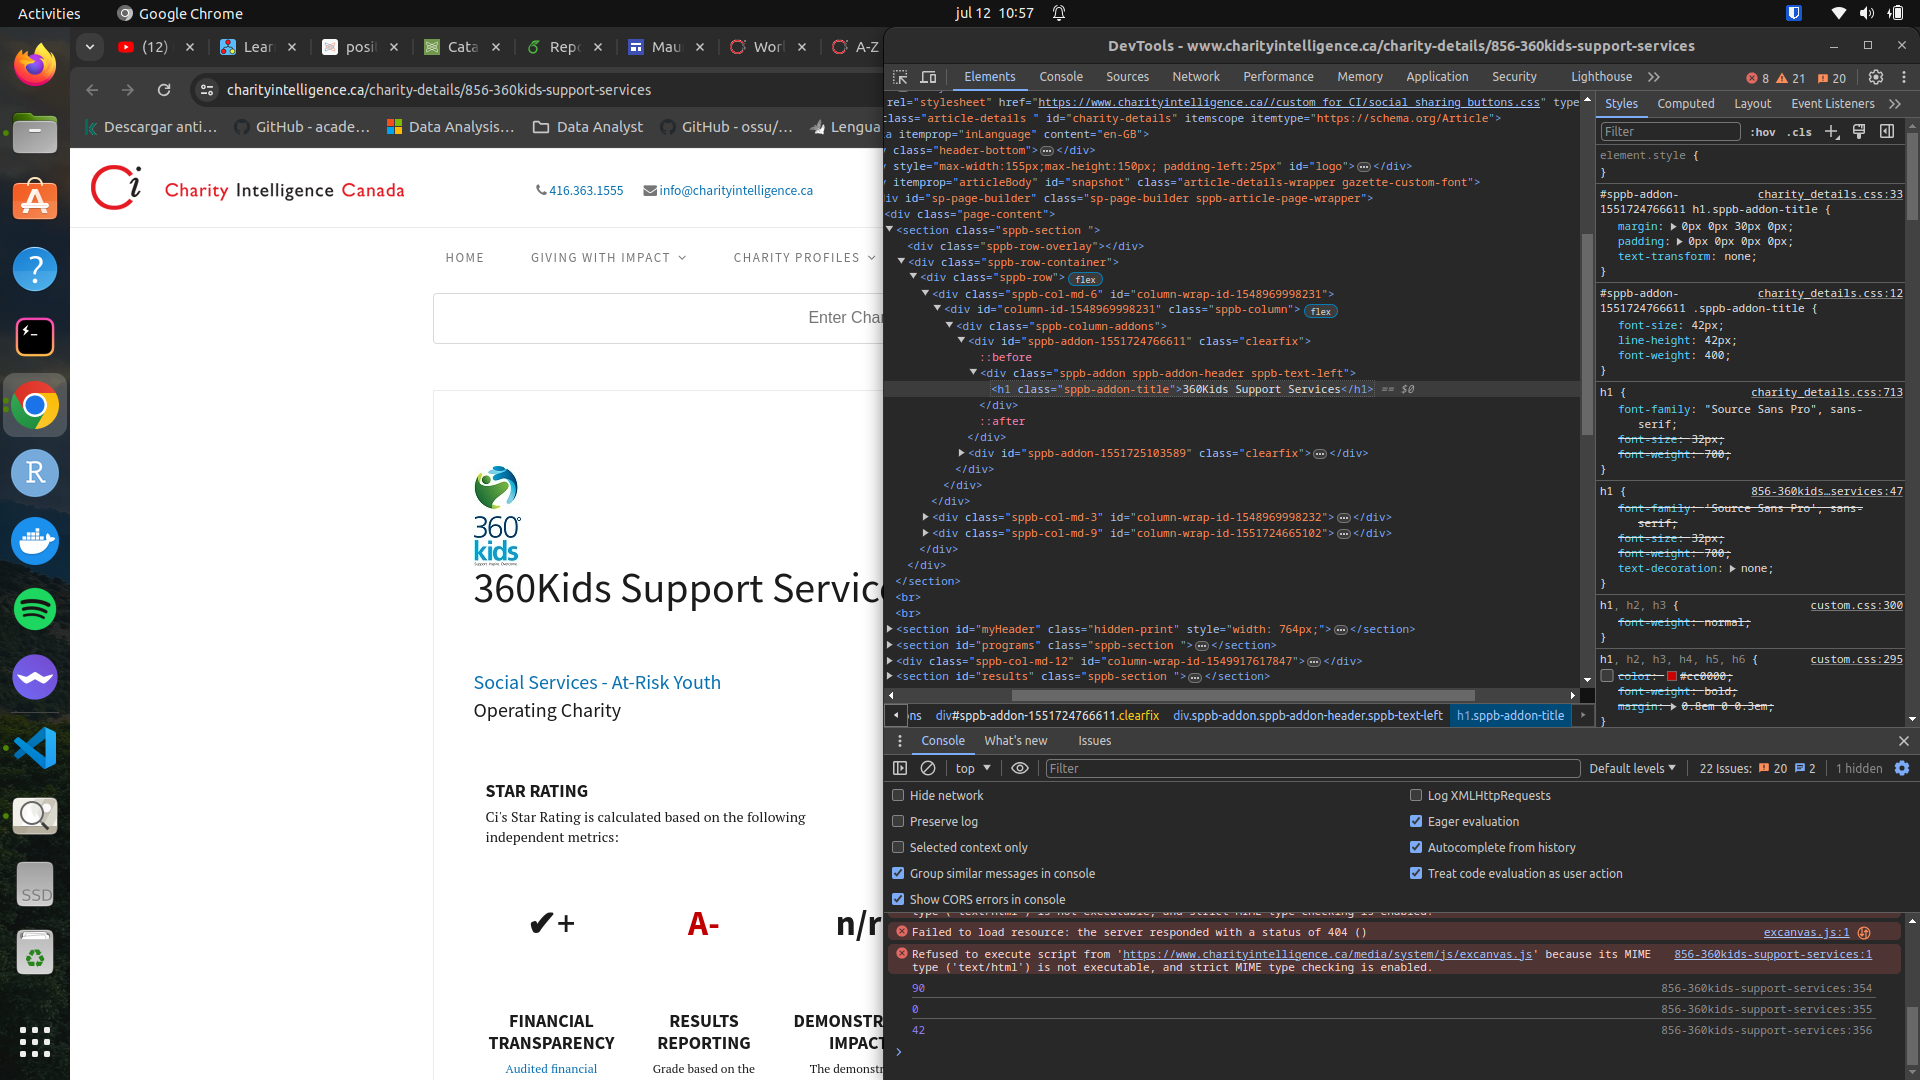 Activities
Google Chrome
jul 12 10:57
(12)
Lear
posit
Cata
Repo
Mau
Worl
A-Z
charityintelligence.ca/charity-details/856-360kids-support-services
Descargar anti…
GitHub - acade…
Data Analysis…
Data Analyst
GitHub - ossu/…
Lengua
Ci Charity Intelligence Canada
416.363.1555
info@charityintelligence.ca
HOME
GIVING WITH IMPACT
CHARITY PROFILES
Enter Char
360°
kids
360Kids Support Service
Social Services - At-Risk Youth
Operating Charity
STAR RATING
Ci's Star Rating is calculated based on the following
independent metrics:
✔+
A-
n/r
FINANCIAL
TRANSPARENCY
Audited financial
RESULTS
REPORTING
Grade based on the
DEMONSTR
IMPACT
The demonstr
SSD
DevTools - www.charityintelligence.ca/charity-details/856-360kids-support-services
Elements
Console
Sources
Network
Performance
Memory
Application
Security
Lighthouse
8
21
20
rel="stylesheet" href="https://www.charityintelligence.ca//custom_for_CI/social_sharing_buttons.css" type
class="article-details " id="charity-details" itemscope itemtype="https://schema.org/Article">
a itemprop="inLanguage" content="en-GB">
class="header-bottom">…</div>
style="max-width:155px;max-height:150px; padding-left:25px" id="logo">…</div>
itemprop="articleBody" id="snapshot" class="article-details-wrapper gazette-custom-font">
iv id="sp-page-builder" class="sp-page-builder sppb-article-page-wrapper">
<div class="page-content">
<section class="sppb-section ">
<div class="sppb-row-overlay"></div>
<div class="sppb-row-container">
<div class="sppb-row"> flex
<div class="sppb-col-md-6" id="column-wrap-id-1548969998231">
<div id="column-id-1548969998231" class="sppb-column"> flex
<div class="sppb-column-addons">
<div id="sppb-addon-1551724766611" class="clearfix">
::before
<div class="sppb-addon sppb-addon-header sppb-text-left">
<h1 class="sppb-addon-title">360Kids Support Services</h1> == $0
</div>
::after
</div>
<div id="sppb-addon-1551725103589" class="clearfix">…</div>
</div>
</div>
</div>
<div class="sppb-col-md-3" id="column-wrap-id-1548969998232">…</div>
<div class="sppb-col-md-9" id="column-wrap-id-1551724665102">…</div>
</div>
</div>
</section>
<br>
<br>
<section id="myHeader" class="hidden-print" style="width: 764px;">…</section>
<section id="programs" class="sppb-section ">…</section>
<div class="sppb-col-md-12" id="column-wrap-id-1549917617847">…</div>
<section id="results" class="sppb-section ">…</section>
ns
div#sppb-addon-1551724766611.clearfix
div.sppb-addon.sppb-addon-header.sppb-text-left
h1.sppb-addon-title
Styles
Computed
Layout
Event Listeners
Filter
:hov
.cls
element.style {
}
#sppb-addon- charity_details.css:33
1551724766611 h1.sppb-addon-title {
margin: 0px 0px 30px 0px;
padding: 0px 0px 0px 0px;
text-transform: none;
}
#sppb-addon- charity_details.css:12
1551724766611 .sppb-addon-title {
font-size: 42px;
line-height: 42px;
font-weight: 400;
}
h1 { charity_details.css:713
font-family: "Source Sans Pro", sans-
serif;
font-size: 32px;
font-weight: 700;
}
h1 { 856-360kids…services:47
font-family: 'Source Sans Pro', sans-
serif;
font-size: 32px;
font-weight: 700;
text-decoration: none;
}
h1, h2, h3 { custom.css:300
font-weight: normal;
}
h1, h2, h3, h4, h5, h6 { custom.css:295
color: #cc0000;
font-weight: bold;
margin: 0.8em 0 0.3em;
}
Console
What's new
Issues
top
Filter
Default levels
22 Issues: 20 2
1 hidden
Hide network
Log XMLHttpRequests
Preserve log
Eager evaluation
Selected context only
Autocomplete from history
Group similar messages in console
Treat code evaluation as user action
Show CORS errors in console
type ('text/html') is not executable, and strict MIME type checking is enabled.
Failed to load resource: the server responded with a status of 404 () excanvas.js:1
Refused to execute script from 'https://www.charityintelligence.ca/media/system/js/excanvas.js' because its MIME 856-360kids-support-services:1
type ('text/html') is not executable, and strict MIME type checking is enabled.
90 856-360kids-support-services:354
0 856-360kids-support-services:355
42 856-360kids-support-services:356